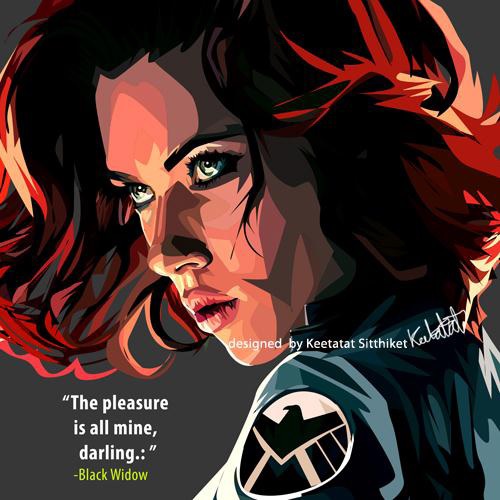 designed by Keetatat Sitthiket Keetatat
“The pleasure
is all mine,
darling.: ”
-Black Widow